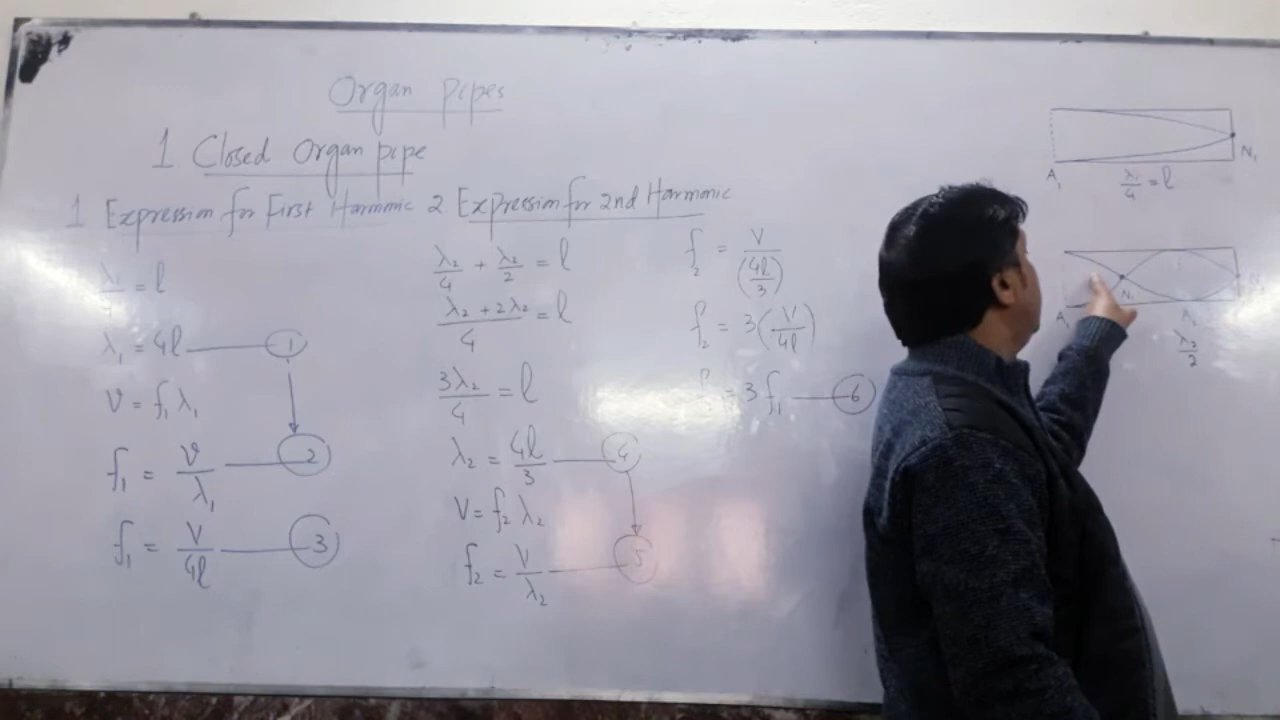 Organ pipes
1 Closed Organ pipe
1 Expression for First Harmonic
λ₁/4 = l
λ₁ = 4l — 1
v = f₁ λ₁
f₁ = v/λ₁ — 2
f₁ = v/4l — 3
2 Expression for 2nd Harmonic
λ₂/4 + λ₂/2 = l
(λ₂ + 2λ₂)/4 = l
3λ₂/4 = l
λ₂ = 4l/3 — 4
v = f₂ λ₂
f₂ = v/λ₂ — 5
f₂ = v/(4l/3)
f₂ = 3(v/4l)
= 3 f₁ — 6
N₁
A₁
λ₁/4 = l
N₁
N
A₁
A₂
λ₂/2